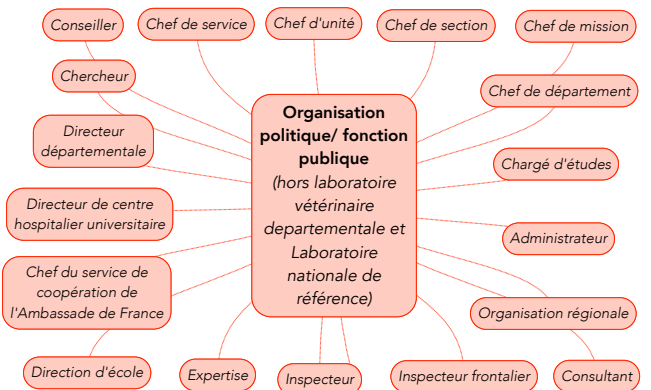 Conseiller
Chef de service
Chef d'unité
Chef de section
Chef de mission
Chercheur
Chef de département
Directeur
départementale
Organisation
politique/ fonction
publique
(hors laboratoire
vétérinaire
departementale et
Laboratoire
nationale de
référence)
Chargé d'études
Directeur de centre
hospitalier universitaire
Administrateur
Chef du service de
coopération de
l'Ambassade de France
Organisation régionale
Direction d'école
Expertise
Inspecteur
Inspecteur frontalier
Consultant